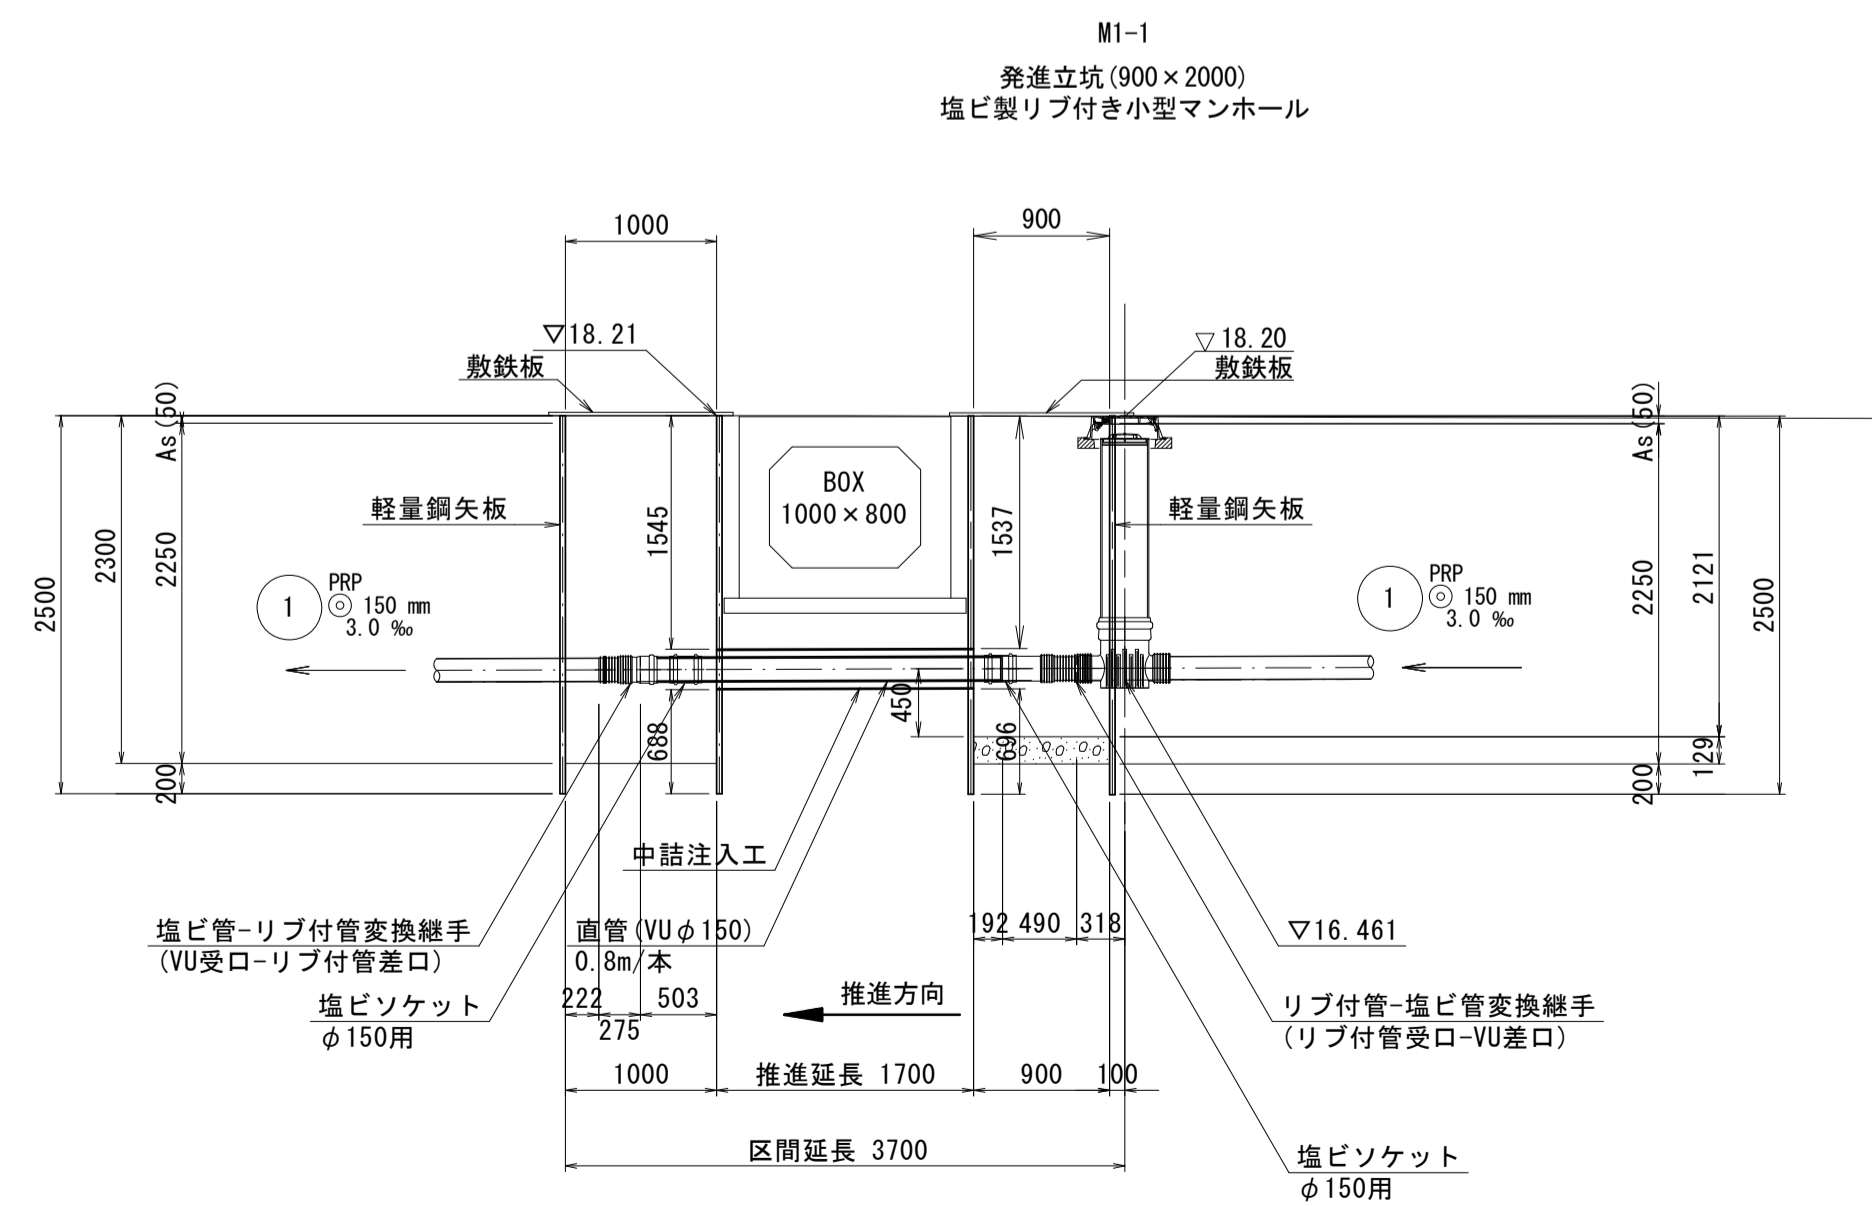 M1-1
発進立坑(900×2000)
塩ビ製リブ付き小型マンホール
1000
900
▽18.21
▽18.20
敷鉄板
敷鉄板
As(50)
As(50)
BOX
1000×800
軽量鋼矢板
軽量鋼矢板
2500
2300
2250
200
1545
688
1537
696
450
2250
200
2121
129
2500
1
PRP
150 mm
3.0 ‰
1
PRP
150 mm
3.0 ‰
中詰注入工
塩ビ管-リブ付管変換継手
(VU受口-リブ付管差口)
直管(VUφ150)
0.8m/本
192
490
318
▽16.461
塩ビソケット
φ150用
222
275
503
推進方向
リブ付管-塩ビ管変換継手
(リブ付管受口-VU差口)
1000
推進延長 1700
900
100
区間延長 3700
塩ビソケット
φ150用